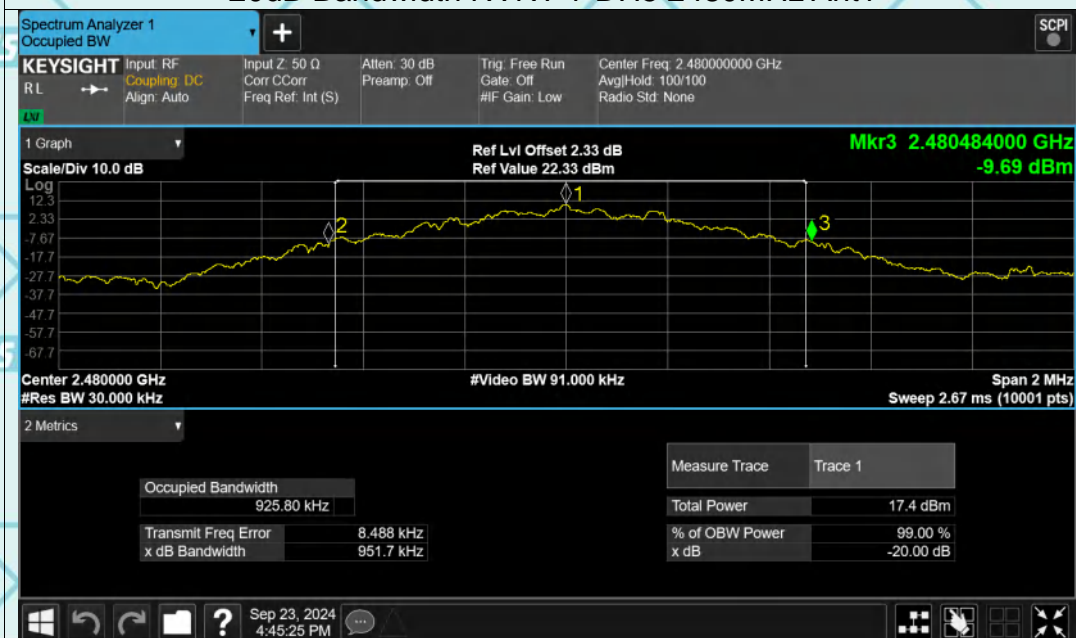 Spectrum Analyzer 1
Occupied BW
+
SCPI
KEYSIGHT
RL
LXI
Input: RF
Coupling: DC
Align: Auto
Input Z: 50 Ω
Corr CCorr
Freq Ref: Int (S)
Atten: 30 dB
Preamp: Off
Trig: Free Run
Gate: Off
#IF Gain: Low
Center Freq: 2.480000000 GHz
Avg|Hold: 100/100
Radio Std: None
1 Graph
Scale/Div 10.0 dB
Ref Lvl Offset 2.33 dB
Ref Value 22.33 dBm
Mkr3 2.480484000 GHz
-9.69 dBm
Log
12.3
2.33
-7.67
-17.7
-27.7
-37.7
-47.7
-57.7
-67.7
1
2
3
Center 2.480000 GHz
#Video BW 91.000 kHz
Span 2 MHz
#Res BW 30.000 kHz
Sweep 2.67 ms (10001 pts)
2 Metrics
Measure Trace Trace 1
Occupied Bandwidth
925.80 kHz
Total Power 17.4 dBm
Transmit Freq Error 8.488 kHz
% of OBW Power 99.00 %
x dB Bandwidth 951.7 kHz
x dB -20.00 dB
?
Sep 23, 2024
4:45:25 PM